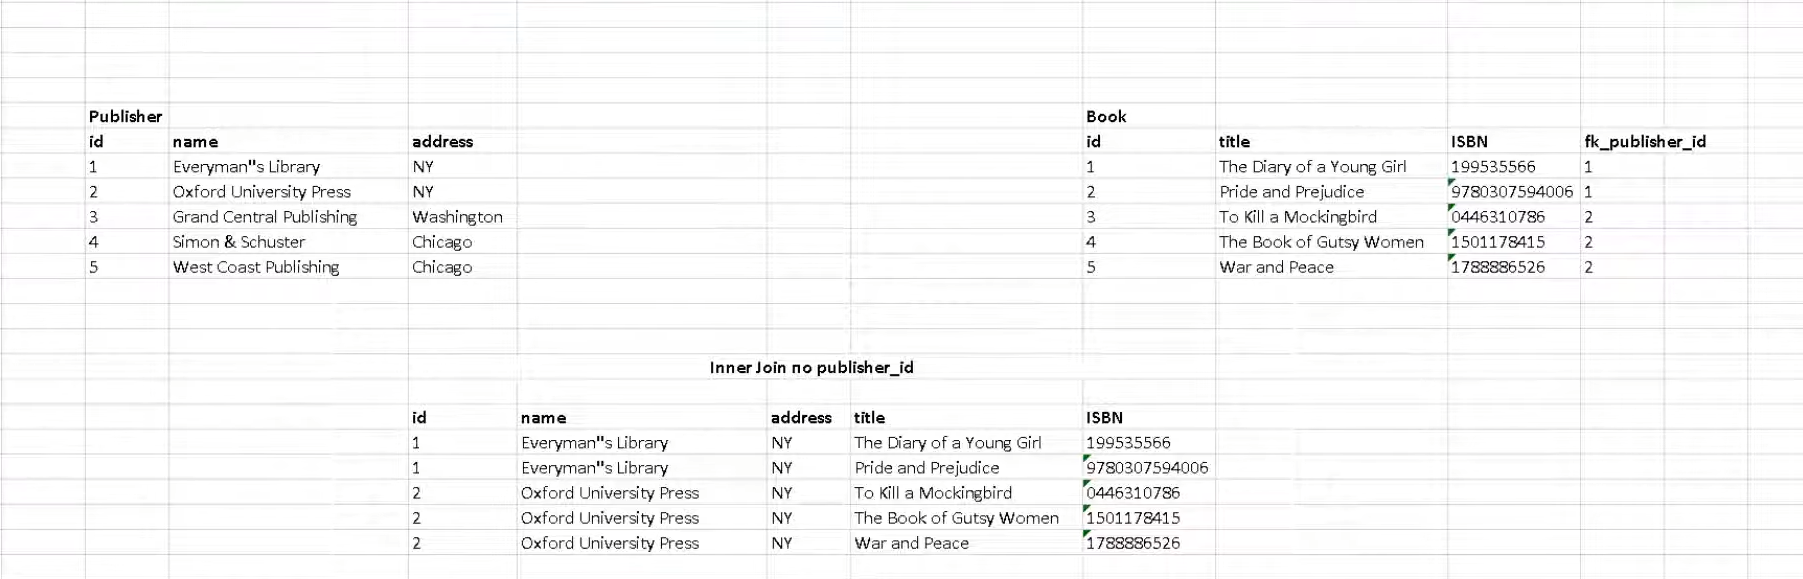 Publisher Book
id name address id title ISBN fk_publisher_id
1 Everyman"s Library NY 1 The Diary of a Young Girl 199535566 1
2 Oxford University Press NY 2 Pride and Prejudice 9780307594006 1
3 Grand Central Publishing Washington 3 To Kill a Mockingbird 0446310786 2
4 Simon & Schuster Chicago 4 The Book of Gutsy Women 1501178415 2
5 West Coast Publishing Chicago 5 War and Peace 1788886526 2
Inner Join no publisher_id
id name address title ISBN
1 Everyman"s Library NY The Diary of a Young Girl 199535566
1 Everyman"s Library NY Pride and Prejudice 9780307594006
2 Oxford University Press NY To Kill a Mockingbird 0446310786
2 Oxford University Press NY The Book of Gutsy Women 1501178415
2 Oxford University Press NY War and Peace 1788886526